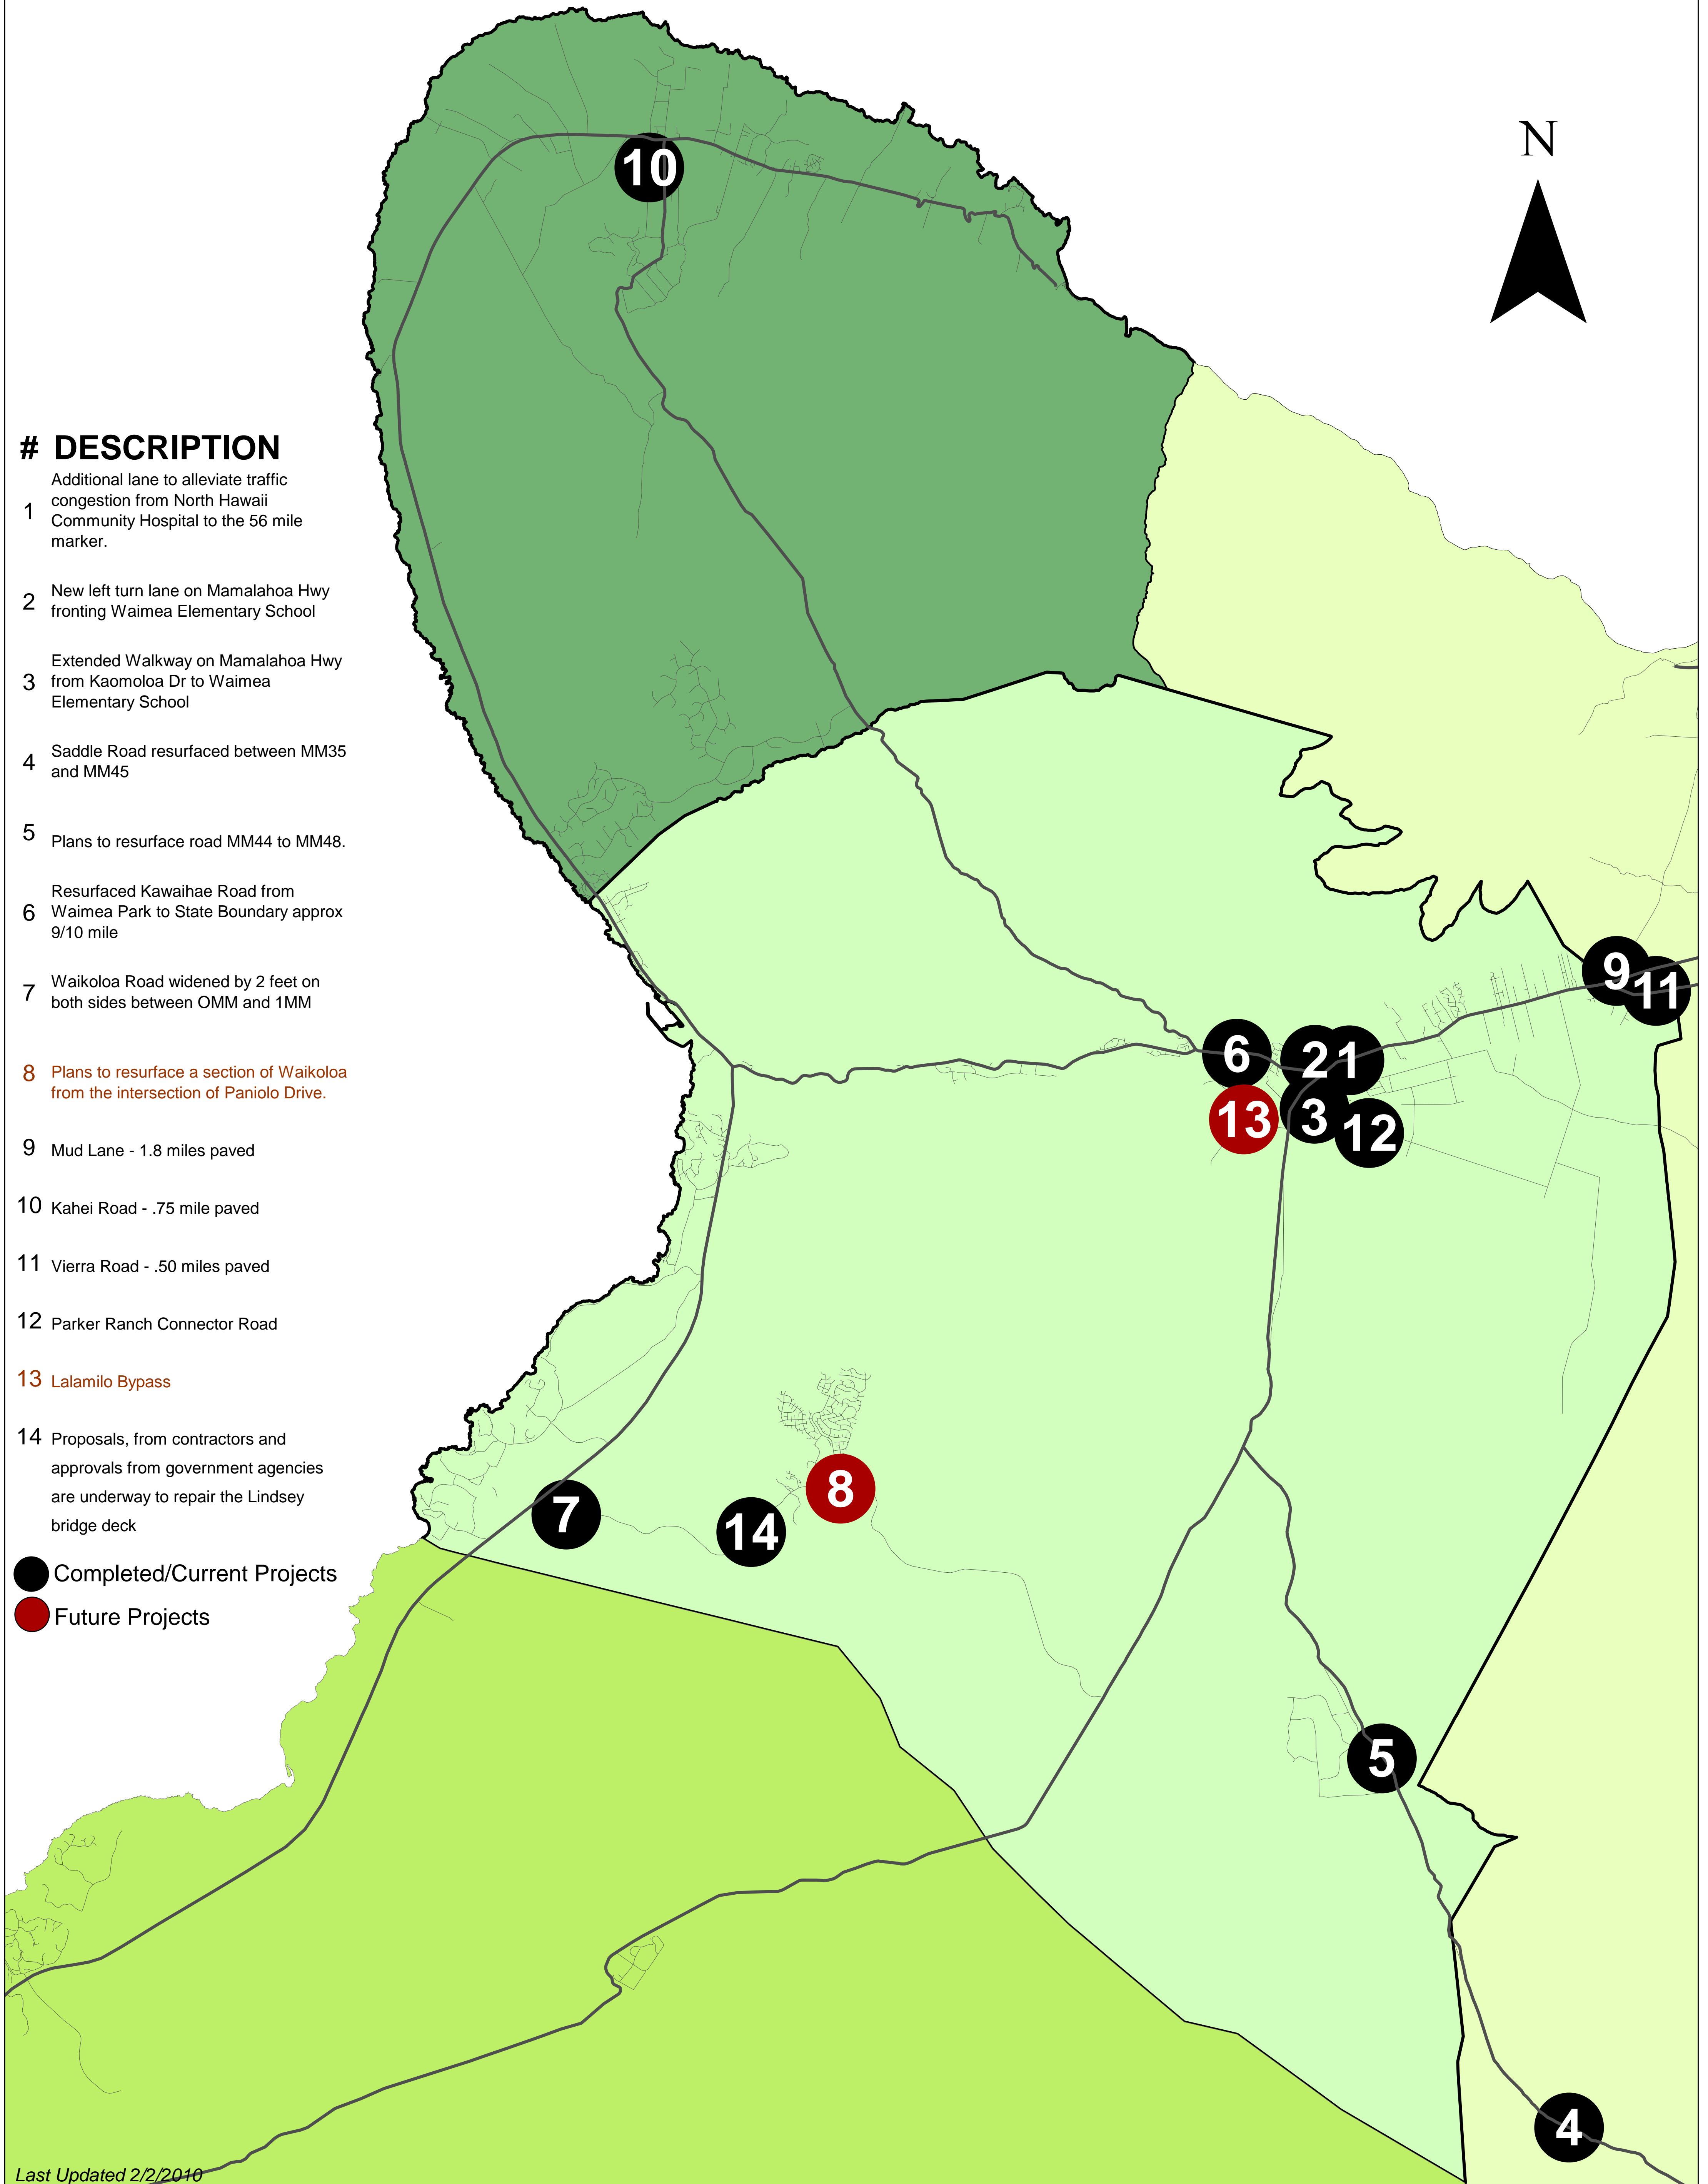 N
# DESCRIPTION
1 Additional lane to alleviate traffic
congestion from North Hawaii
Community Hospital to the 56 mile
marker.
2 New left turn lane on Mamalahoa Hwy
fronting Waimea Elementary School
3 Extended Walkway on Mamalahoa Hwy
from Kaomoloa Dr to Waimea
Elementary School
4 Saddle Road resurfaced between MM35
and MM45
5 Plans to resurface road MM44 to MM48.
6 Resurfaced Kawaihae Road from
Waimea Park to State Boundary approx
9/10 mile
7 Waikoloa Road widened by 2 feet on
both sides between OMM and 1MM
8 Plans to resurface a section of Waikoloa
from the intersection of Paniolo Drive.
9 Mud Lane - 1.8 miles paved
10 Kahei Road - .75 mile paved
11 Vierra Road - .50 miles paved
12 Parker Ranch Connector Road
13 Lalamilo Bypass
14 Proposals, from contractors and
approvals from government agencies
are underway to repair the Lindsey
bridge deck
Completed/Current Projects
Future Projects
10
9
11
6
2
1
13
3
12
8
7
14
5
4
Last Updated 2/2/2010